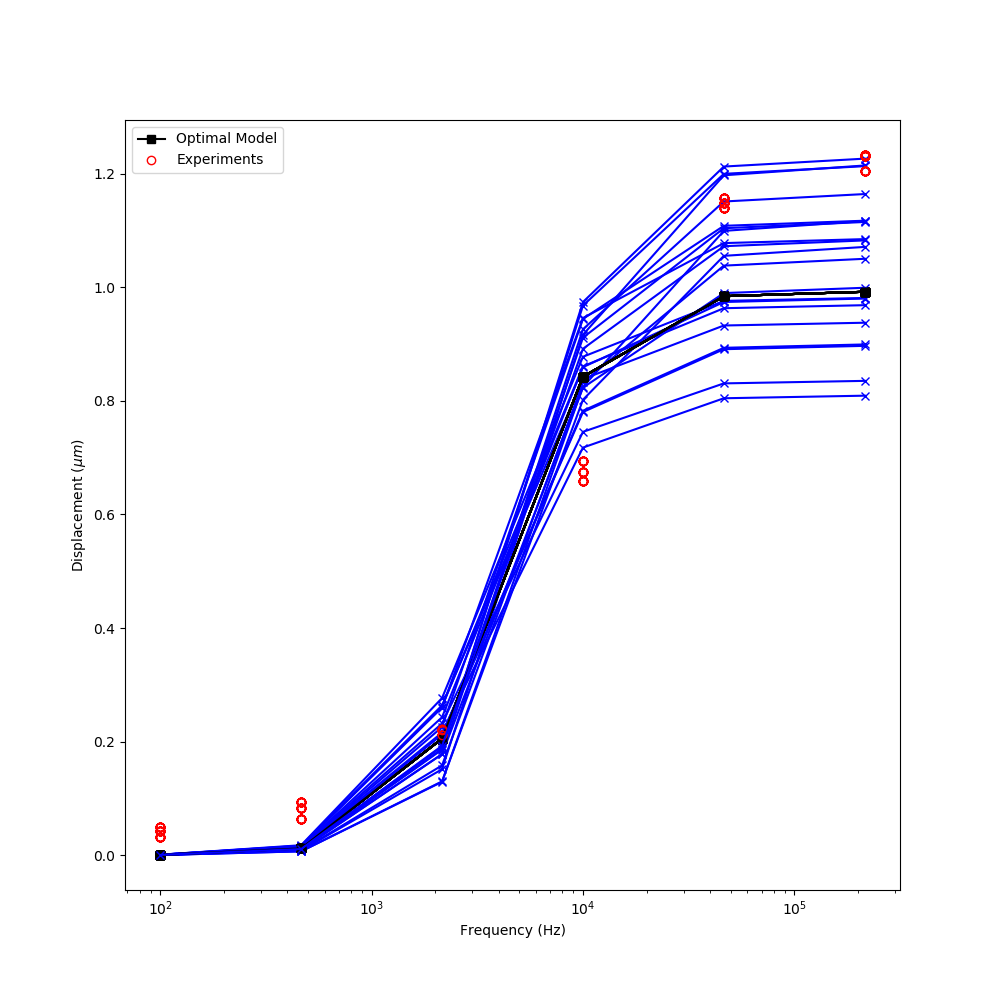 Optimal Model
Experiments
1.2
1.0
0.8
0.6
0.4
0.2
0.0
Displacement (μm)
10²
10³
10⁴
10⁵
Frequency (Hz)